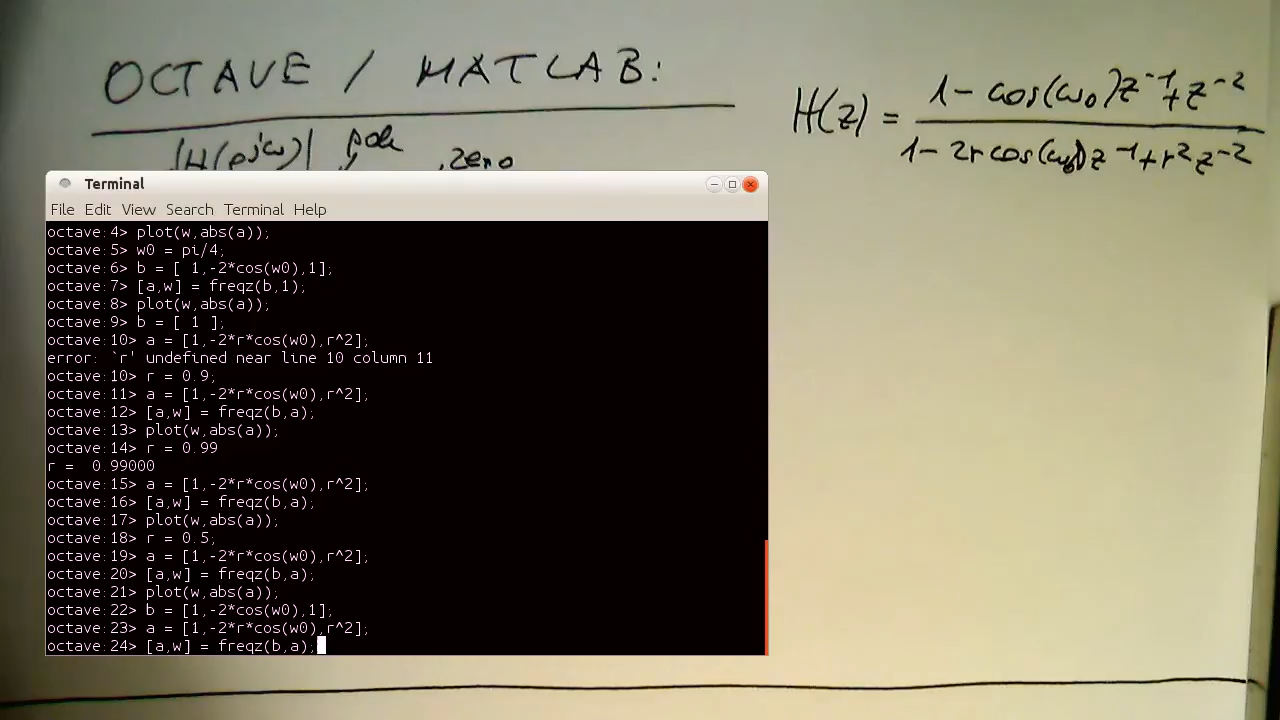 OCTAVE / MATLAB:
H(z) = 1 - cos(ω₀)z⁻¹ + z⁻² / 1 - 2r cos(ω₀)z⁻¹ + r²z⁻²
|H(e^jω)| pole zero
Terminal
File Edit View Search Terminal Help
octave:4> plot(w,abs(a));
octave:5> w0 = pi/4;
octave:6> b = [ 1,-2*cos(w0),1];
octave:7> [a,w] = freqz(b,1);
octave:8> plot(w,abs(a));
octave:9> b = [ 1 ];
octave:10> a = [1,-2*r*cos(w0),r^2];
error: `r' undefined near line 10 column 11
octave:10> r = 0.9;
octave:11> a = [1,-2*r*cos(w0),r^2];
octave:12> [a,w] = freqz(b,a);
octave:13> plot(w,abs(a));
octave:14> r = 0.99
r =  0.99000
octave:15> a = [1,-2*r*cos(w0),r^2];
octave:16> [a,w] = freqz(b,a);
octave:17> plot(w,abs(a));
octave:18> r = 0.5;
octave:19> a = [1,-2*r*cos(w0),r^2];
octave:20> [a,w] = freqz(b,a);
octave:21> plot(w,abs(a));
octave:22> b = [1,-2*cos(w0),1];
octave:23> a = [1,-2*r*cos(w0),r^2];
octave:24> [a,w] = freqz(b,a);